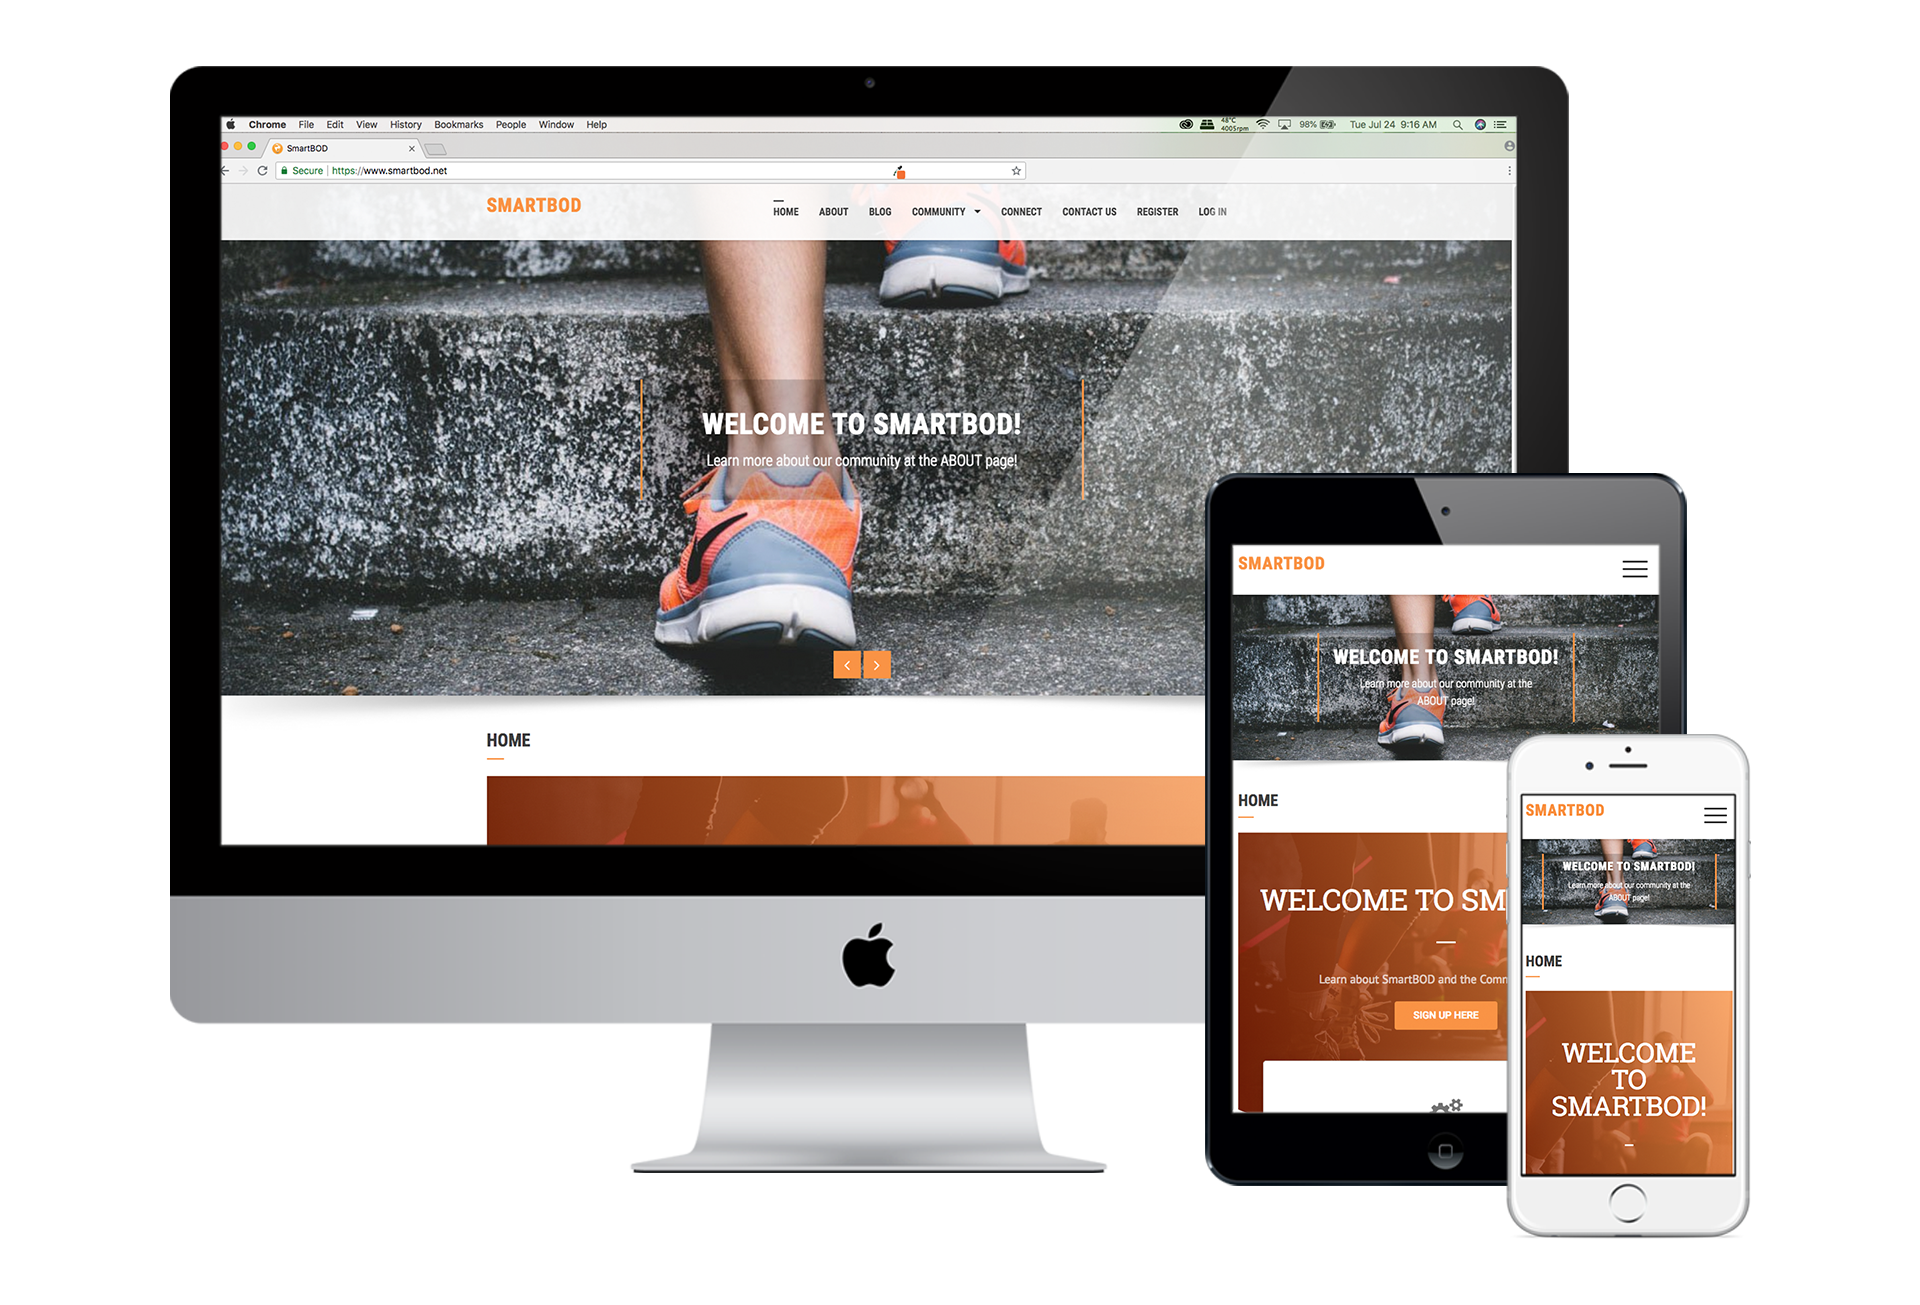 Chrome File Edit View History Bookmarks People Window Help
48°C
4005rpm
98%
Tue Jul 24 9:16 AM
SmartBOD
Secure | https://www.smartbod.net
SMARTBOD
HOME ABOUT BLOG COMMUNITY CONNECT CONTACT US REGISTER LOG IN
WELCOME TO SMARTBOD!
Learn more about our community at the ABOUT page!
HOME
SMARTBOD
WELCOME TO SMARTBOD!
Learn more about our community at the
ABOUT page!
HOME
WELCOME TO SM
Learn about SmartBOD and the Comm
SIGN UP HERE
SMARTBOD
WELCOME TO SMARTBOD!
Learn more about our community at the
ABOUT page!
HOME
WELCOME
TO
SMARTBOD!